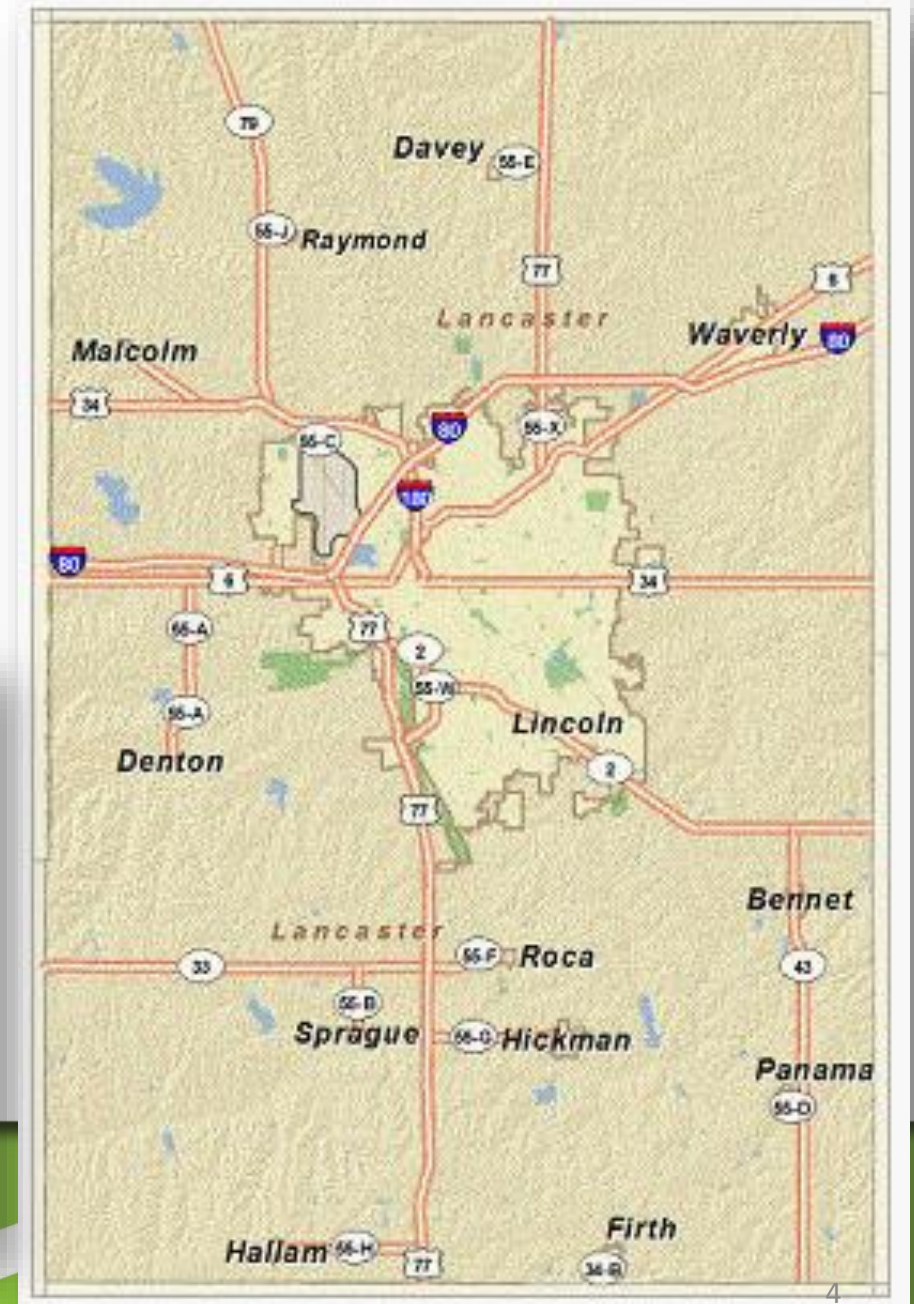 79
Davey
55-E
55-J
Raymond
77
6
Lancaster
Waverly
80
Malcolm
34
80
55-X
55-C
180
80
6
34
55-A
77
2
55-W
55-A
Lincoln
Denton
2
77
Bennet
Lancaster
33
55-F
Roca
43
55-B
Sprague
55-G
Hickman
Panama
55-D
Firth
Hallam
55-H
77
34-B
4